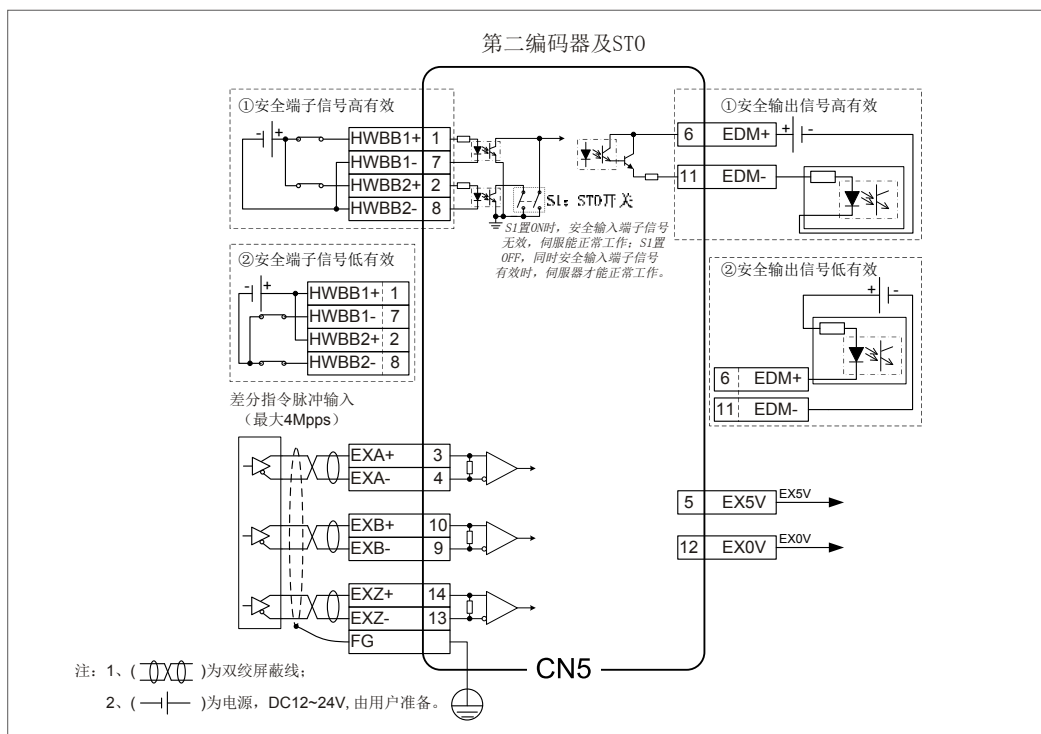 第二编码器及STO
①安全端子信号高有效
- +
HWBB1+ 1
HWBB1- 7
HWBB2+ 2
HWBB2- 8
S1: STO开关
S1置ON时，安全输入端子信号
无效，伺服能正常工作；S1置
OFF，同时安全输入端子信号
有效时，伺服器才能正常工作。
①安全输出信号高有效
6 EDM+
+ -
11 EDM-
②安全端子信号低有效
- +
HWBB1+ 1
HWBB1- 7
HWBB2+ 2
HWBB2- 8
②安全输出信号低有效
+ -
6 EDM+
11 EDM-
差分指令脉冲输入
（最大4Mpps）
EXA+ 3
EXA- 4
EXB+ 10
EXB- 9
EXZ+ 14
EXZ- 13
FG
5 EX5V EX5V
12 EX0V EX0V
CN5
注：1、( )为双绞屏蔽线；
2、( )为电源，DC12~24V,由用户准备。